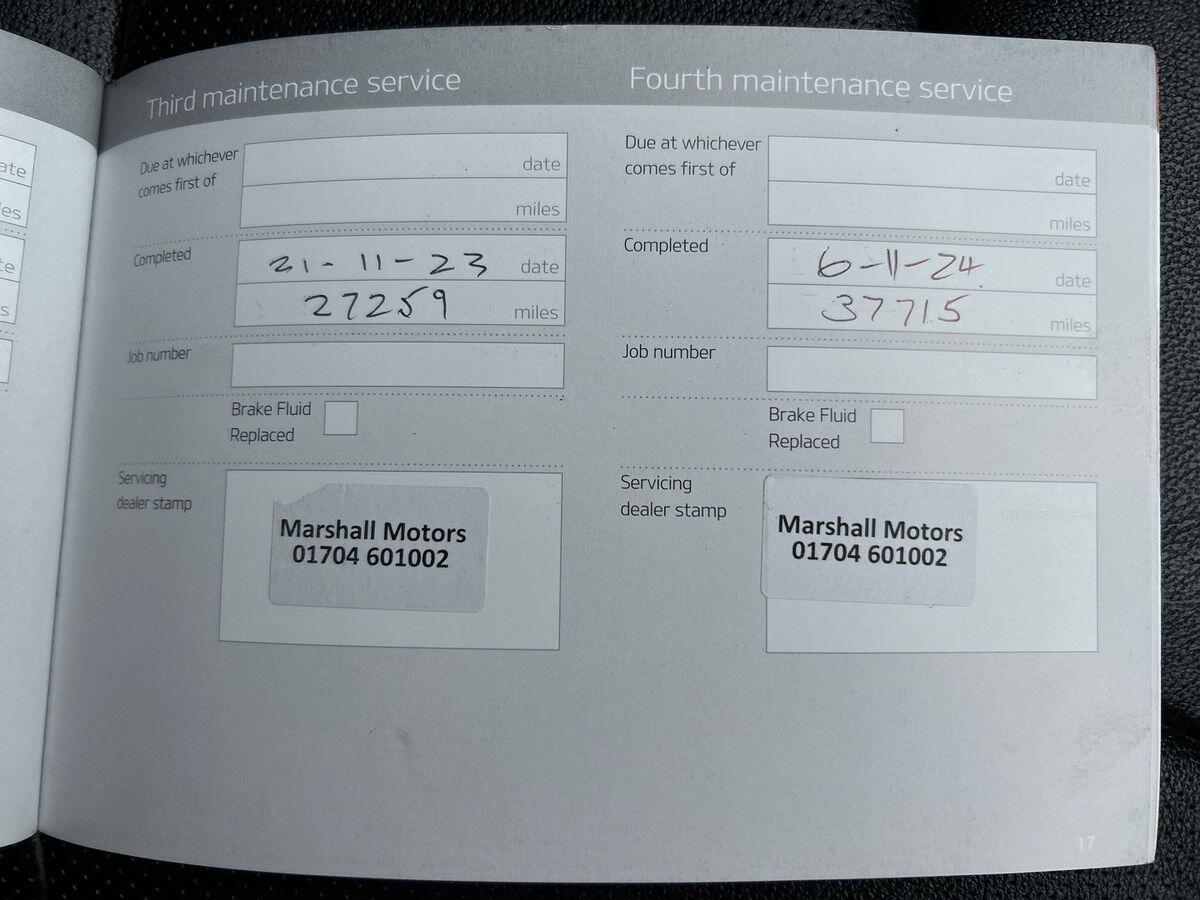 ate
es
te
s
Third maintenance service
Due at whichever
comes first of
date
miles
Completed
21-11-23 date
27259 miles
Job number
Brake Fluid
Replaced
Servicing
dealer stamp
Marshall Motors
01704 601002
Fourth maintenance service
Due at whichever
comes first of
date
miles
Completed
6-11-24 date
37715 miles
Job number
Brake Fluid
Replaced
Servicing
dealer stamp
Marshall Motors
01704 601002
17